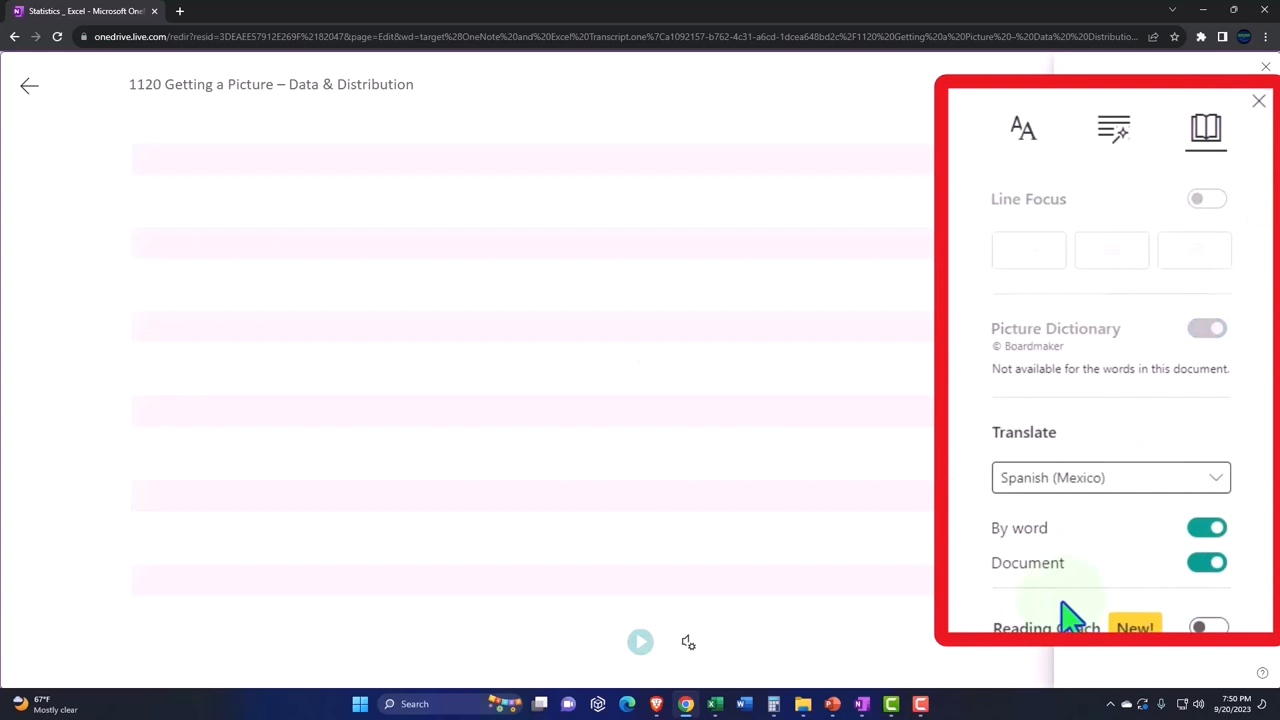 Statistics _Excel - Microsoft On
onedrive.live.com/redir?resid=3DEAEE57912E269F%2182047&page=Edit&wd=target%28OneNote%20and%20Excel%20Transcript.one%7Ca1092157-b762-4c31-a6cd-1dcea648bd2c%2F1120%20Getting%20a%20Picture%20–%20Data%20%20Distributio...
1120 Getting a Picture – Data & Distribution
Line Focus
Picture Dictionary
© Boardmaker
Not available for the words in this document.
Translate
Spanish (Mexico)
By word
Document
Reading New!
67°F
Mostly clear
Search
7:50 PM
9/20/2023